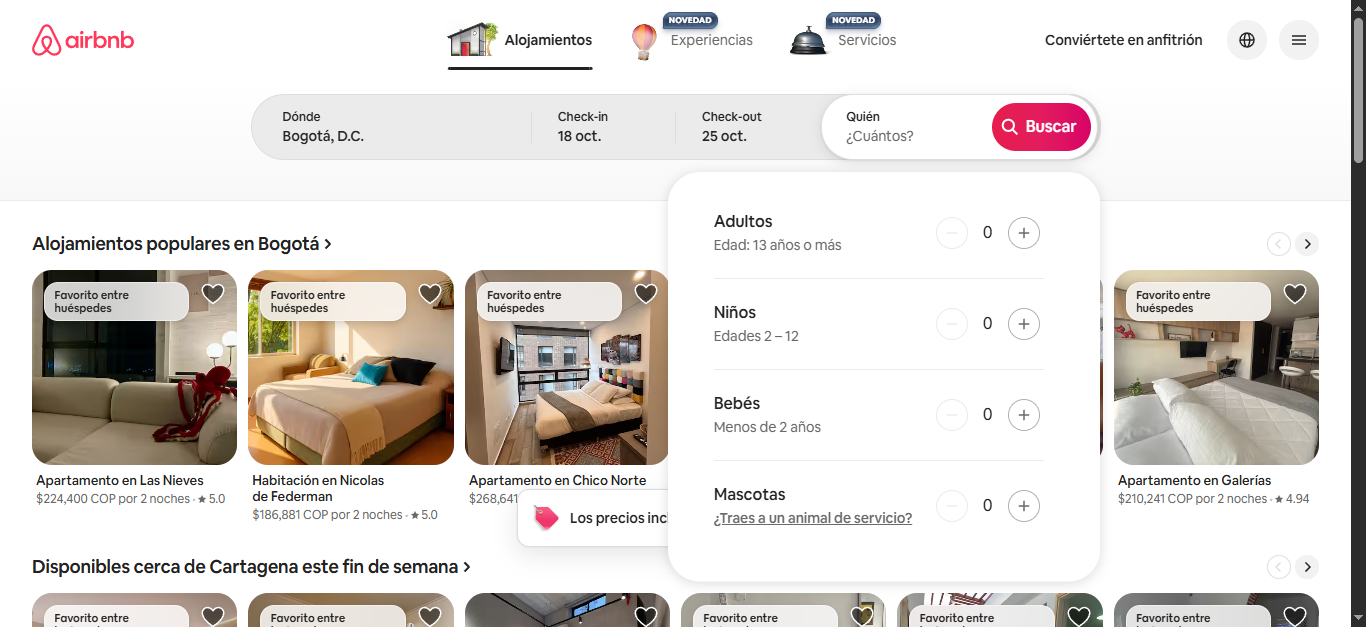 airbnb
Alojamientos
NOVEDAD
Experiencias
NOVEDAD
Servicios
Conviértete en anfitrión
Dónde
Bogotá, D.C.
Check-in
18 oct.
Check-out
25 oct.
Quién
¿Cuántos?
Buscar
Adultos
Edad: 13 años o más
0
Niños
Edades 2 – 12
0
Bebés
Menos de 2 años
0
Mascotas
¿Traes a un animal de servicio?
0
Alojamientos populares en Bogotá
Favorito entre
huéspedes
Favorito entre
huéspedes
Favorito entre
huéspedes
Favorito entre
huéspedes
Apartamento en Las Nieves
$224,400 COP por 2 noches · ★ 5.0
Habitación en Nicolas
de Federman
$186,881 COP por 2 noches · ★ 5.0
Apartamento en Chico Norte
$268,641
Apartamento en Galerías
$210,241 COP por 2 noches · ★ 4.94
Los precios incl
Disponibles cerca de Cartagena este fin de semana
Favorito entre
Favorito entre
Favorito entre
Favorito entre
Favorito entre
Favorito entre